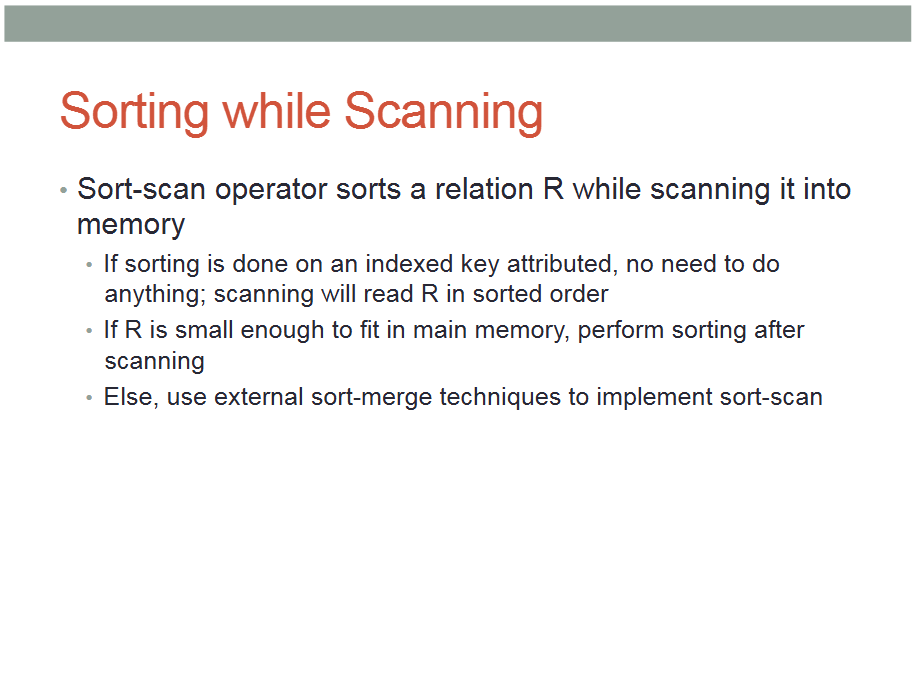 Sorting while Scanning
• Sort-scan operator sorts a relation R while scanning it into
memory
• If sorting is done on an indexed key attributed, no need to do
anything; scanning will read R in sorted order
• If R is small enough to fit in main memory, perform sorting after
scanning
• Else, use external sort-merge techniques to implement sort-scan